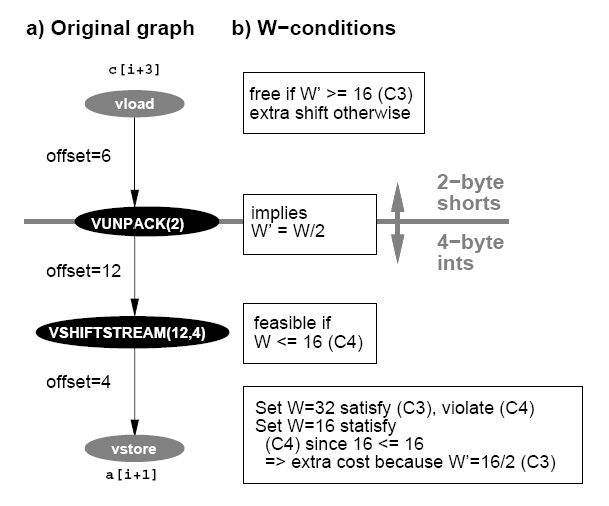 a) Original graph
b) W−conditions
c[i+3]
vload
free if W' >= 16 (C3)
extra shift otherwise
offset=6
2−byte
shorts
VUNPACK(2)
implies
W' = W/2
4−byte
ints
offset=12
VSHIFTSTREAM(12,4)
feasible if
W <= 16 (C4)
offset=4
Set W=32 satisfy (C3), violate (C4)
Set W=16 statisfy
(C4) since 16 <= 16
=> extra cost because W'=16/2 (C3)
vstore
a[i+1]